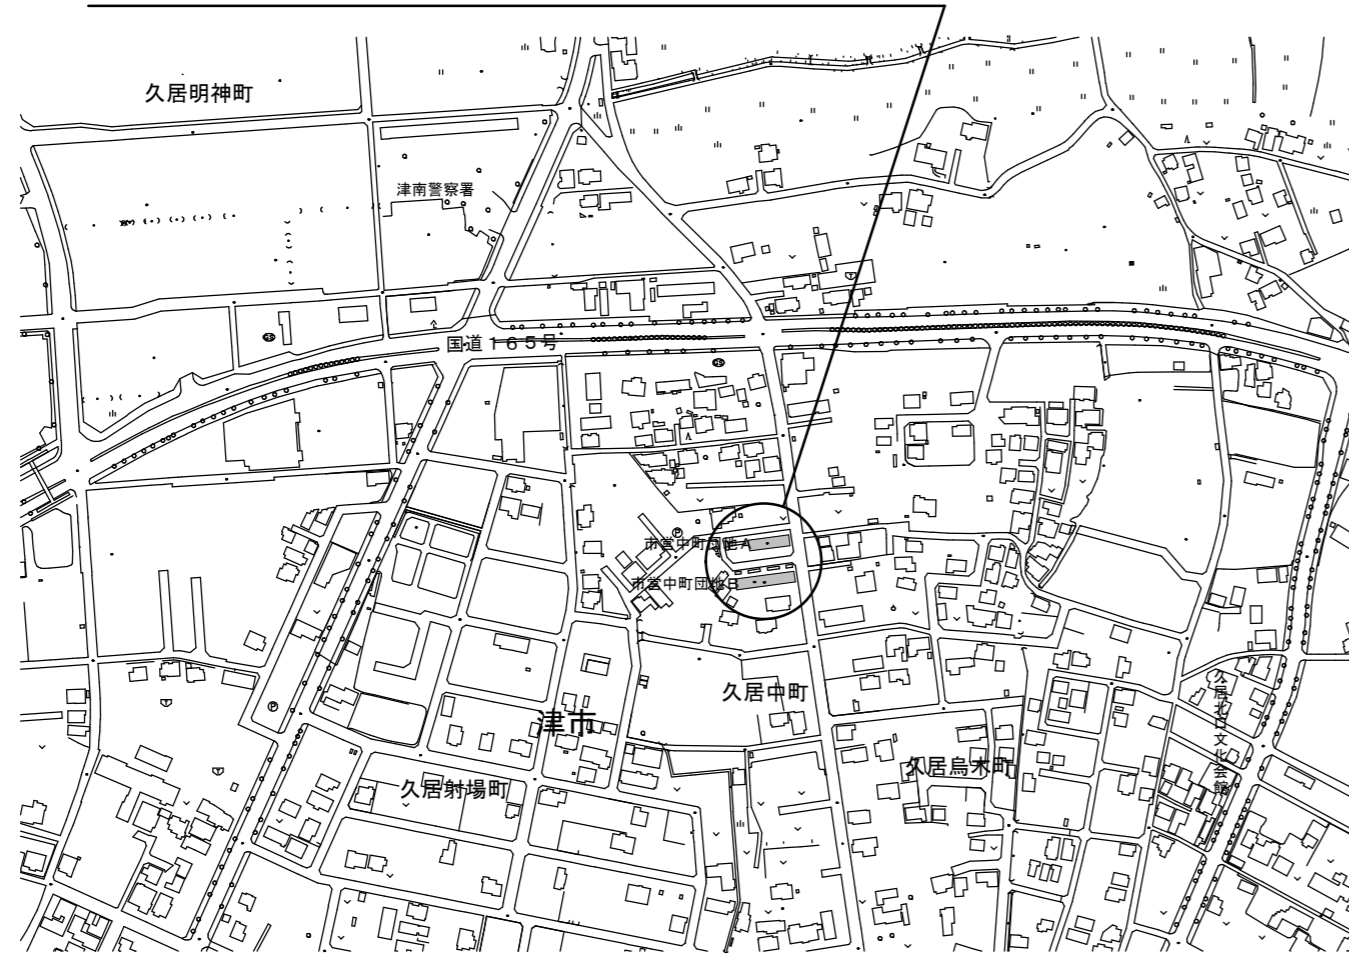 久居明神町
津南警察署
国道165号
市営中町団地A
市営中町団地B
久居中町
久居北口文化会館
津市
久居烏木町
久居射場町